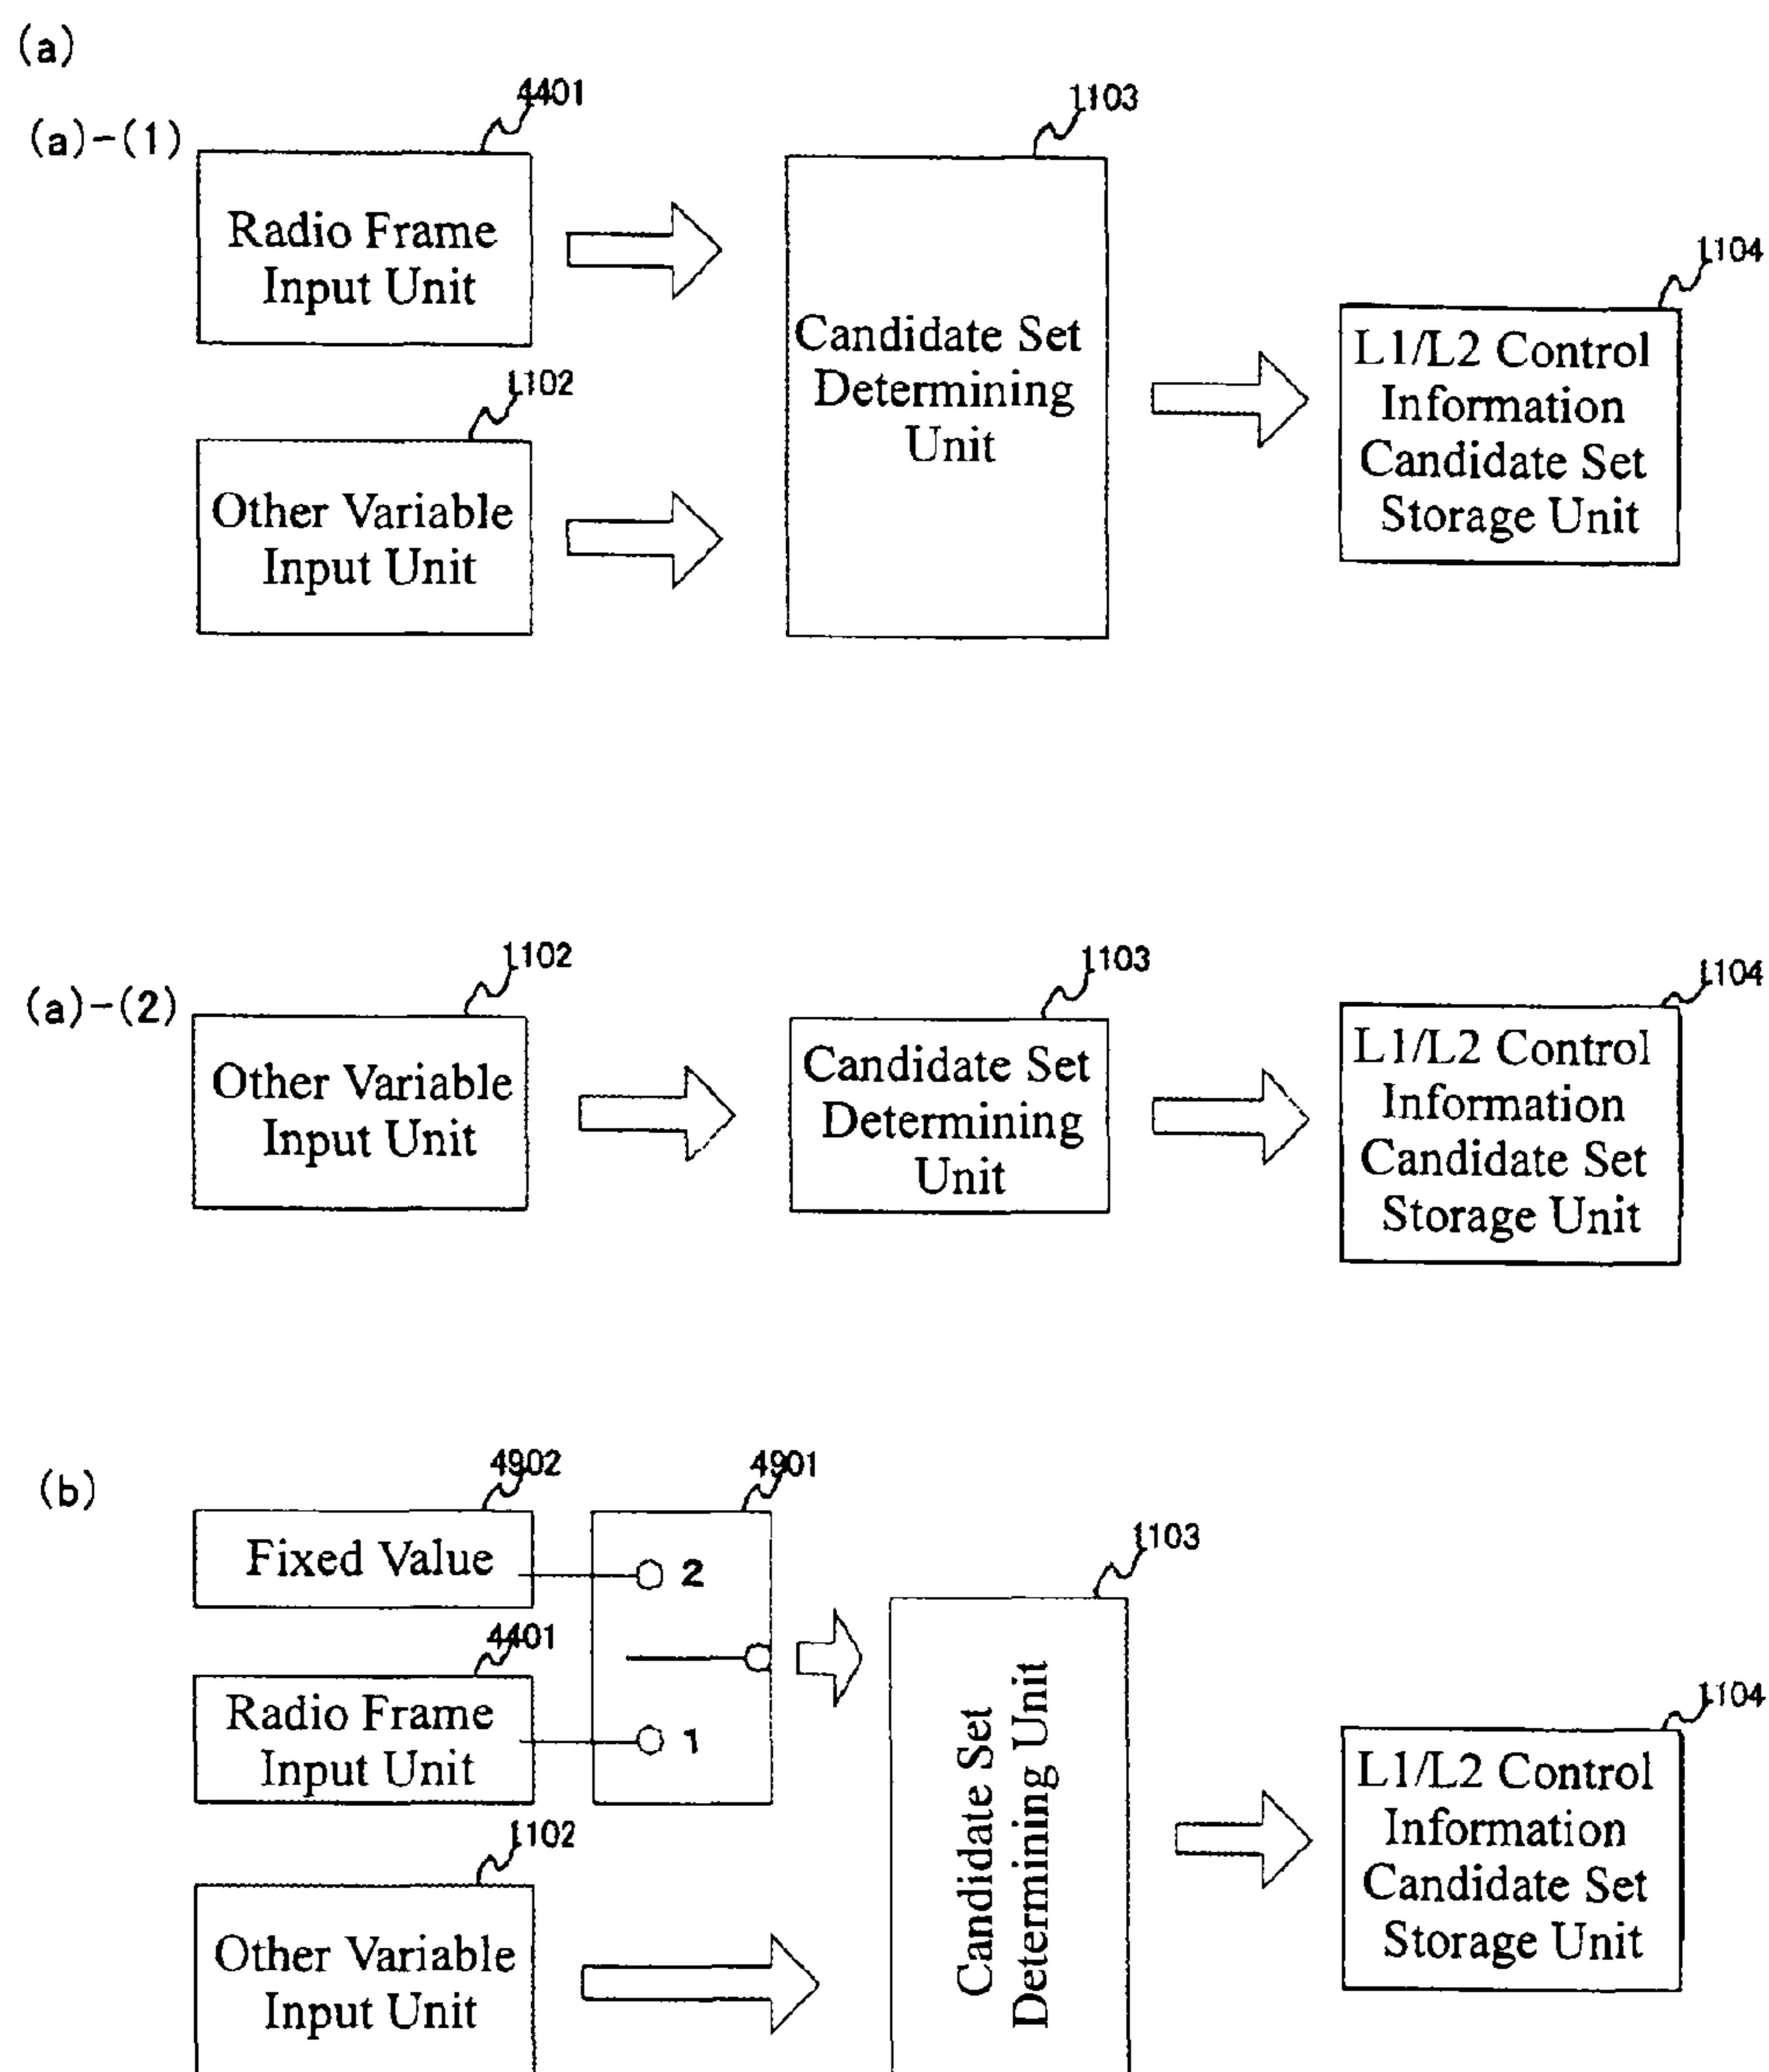 (a)
(a)-(1)
4401
1103
Radio Frame
Input Unit
1104
Candidate Set
Determining
Unit
L1/L2 Control
Information
Candidate Set
Storage Unit
1102
Other Variable
Input Unit
(a)-(2)
1102
1103
1104
Other Variable
Input Unit
Candidate Set
Determining
Unit
L1/L2 Control
Information
Candidate Set
Storage Unit
(b)
4902
4901
1103
Fixed Value
2
4401
Radio Frame
Input Unit
1
Candidate Set
Determining Unit
1104
L1/L2 Control
Information
Candidate Set
Storage Unit
1102
Other Variable
Input Unit